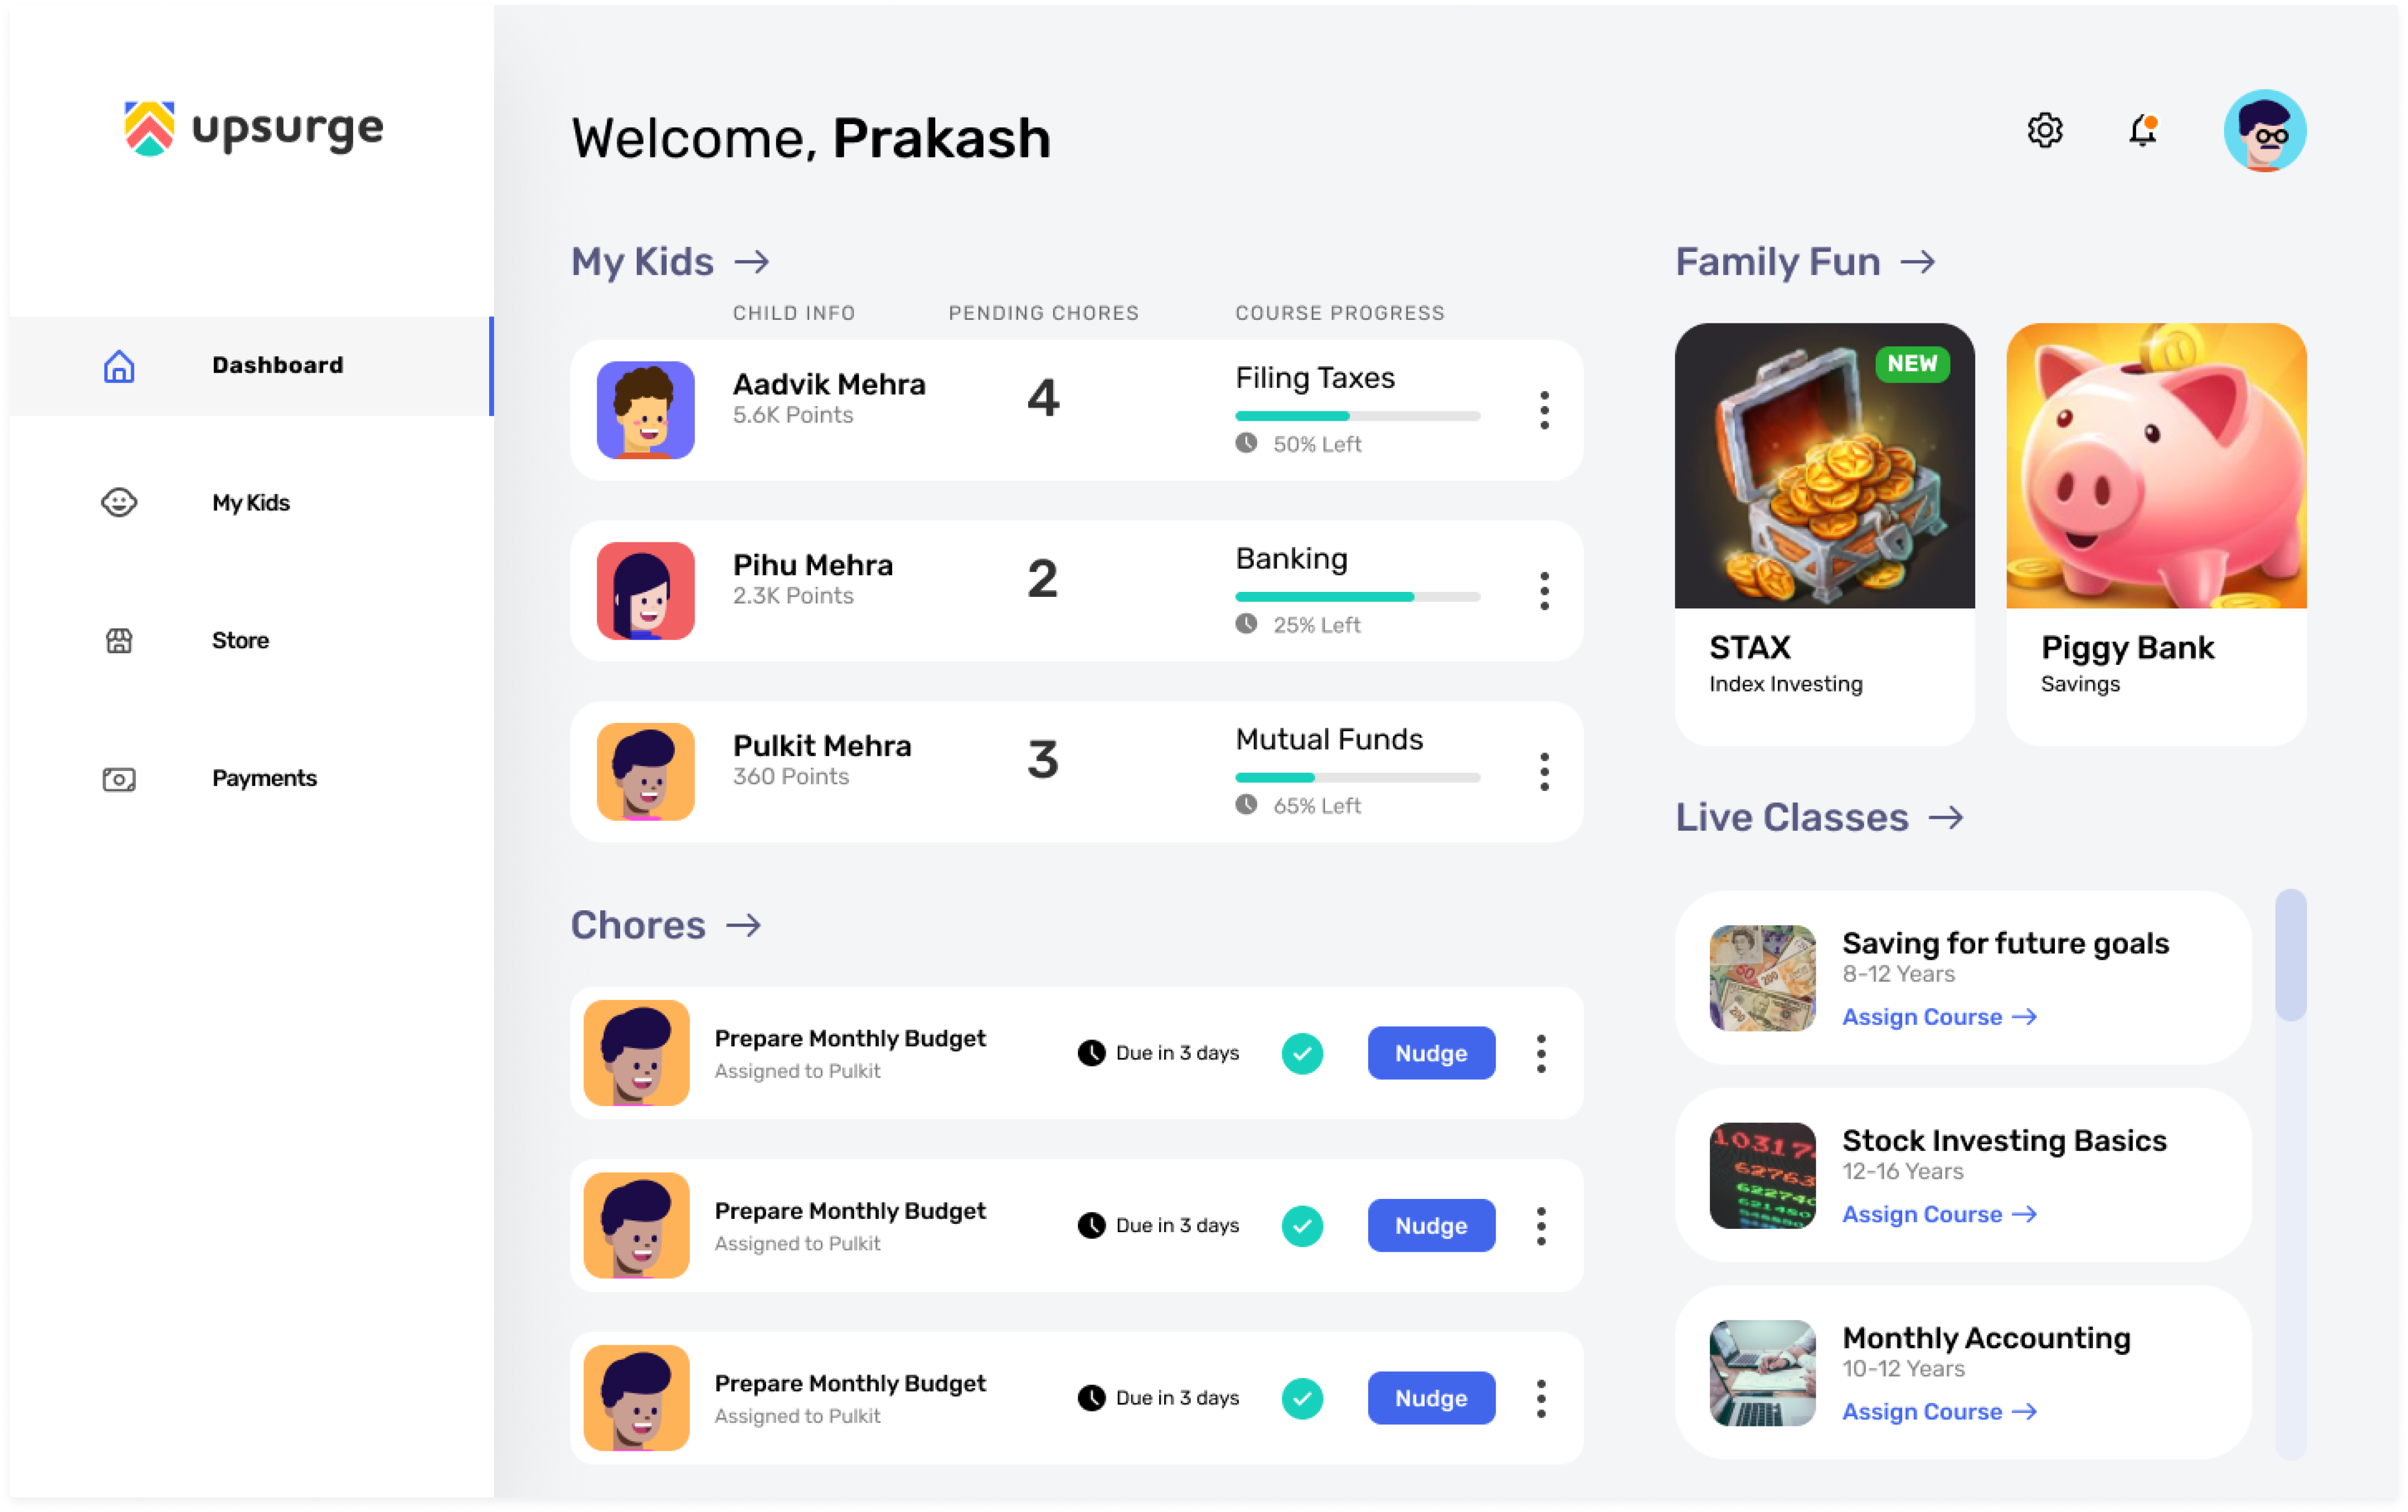 upsurge
Dashboard
My Kids
Store
Payments
Welcome, Prakash
My Kids →
CHILD INFO PENDING CHORES COURSE PROGRESS
Aadvik Mehra
5.6K Points
4
Filing Taxes
50% Left
Pihu Mehra
2.3K Points
2
Banking
25% Left
Pulkit Mehra
360 Points
3
Mutual Funds
65% Left
Chores →
Prepare Monthly Budget
Assigned to Pulkit
Due in 3 days
Nudge
Prepare Monthly Budget
Assigned to Pulkit
Due in 3 days
Nudge
Prepare Monthly Budget
Assigned to Pulkit
Due in 3 days
Nudge
Family Fun →
NEW
STAX
Index Investing
Piggy Bank
Savings
Live Classes →
Saving for future goals
8-12 Years
Assign Course →
Stock Investing Basics
12-16 Years
Assign Course →
Monthly Accounting
10-12 Years
Assign Course →